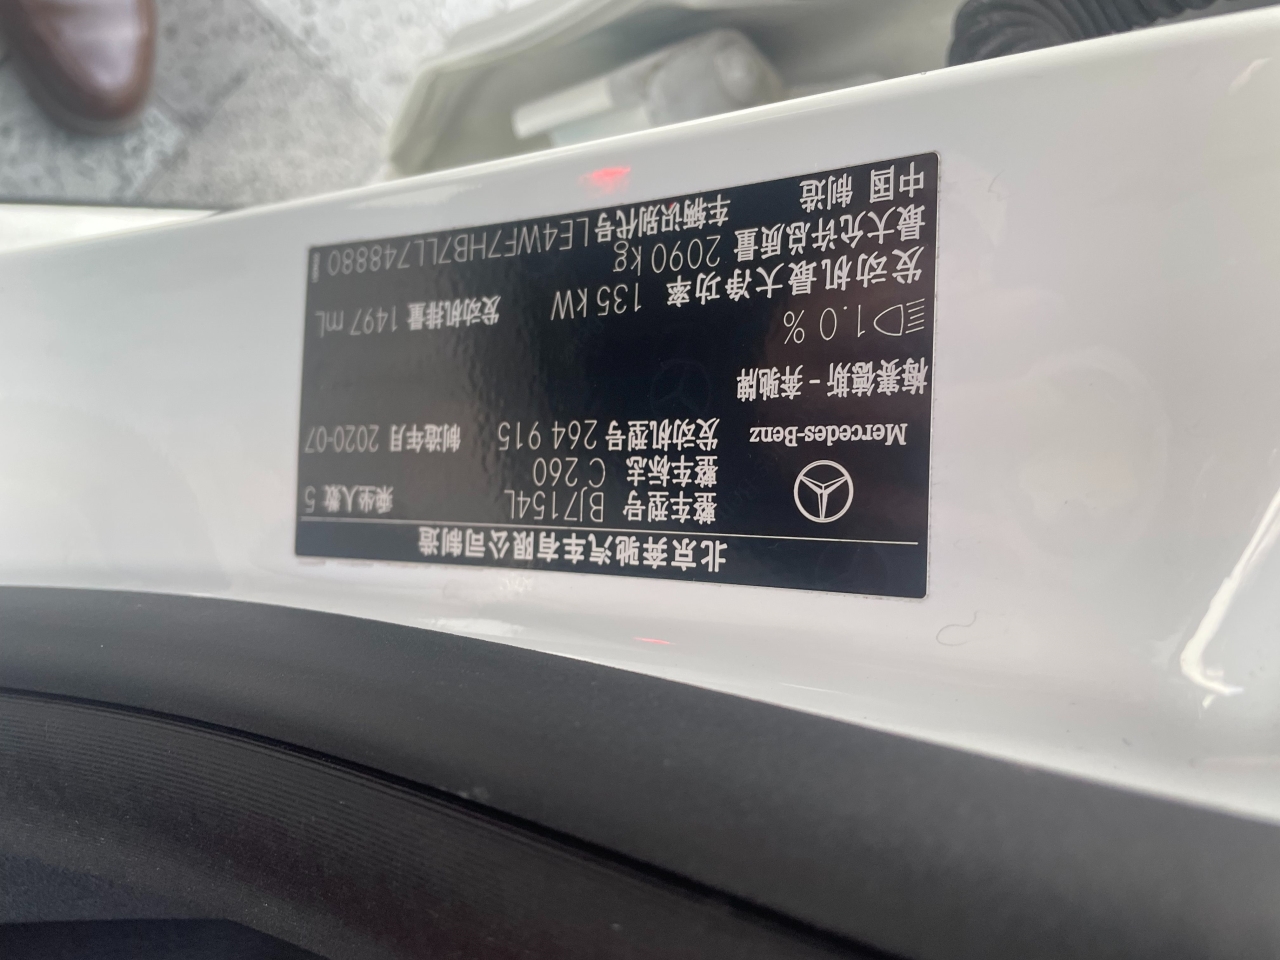 北京奔驰汽车有限公司制造
整车型号 BJ7154L 乘坐人数 5
整车标志 C 260
发动机型号 264 915 制造年月 2020-07
Mercedes-Benz
梅赛德斯 - 奔驰牌
1.0 %
发动机最大净功率 135 kW 发动机排量 1497 mL
最大允许总质量 2090 kg
中国 制造 车辆识别代号 LE4WF7HB7LL748880